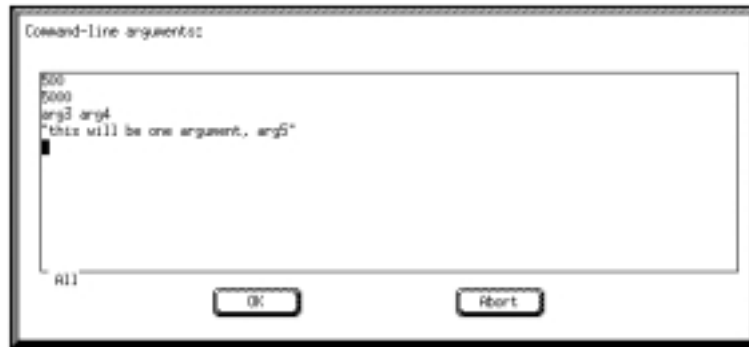 Command-line arguments:
500
5000
arg3 arg4
"this will be one argument, arg5"
All
OK
Abort